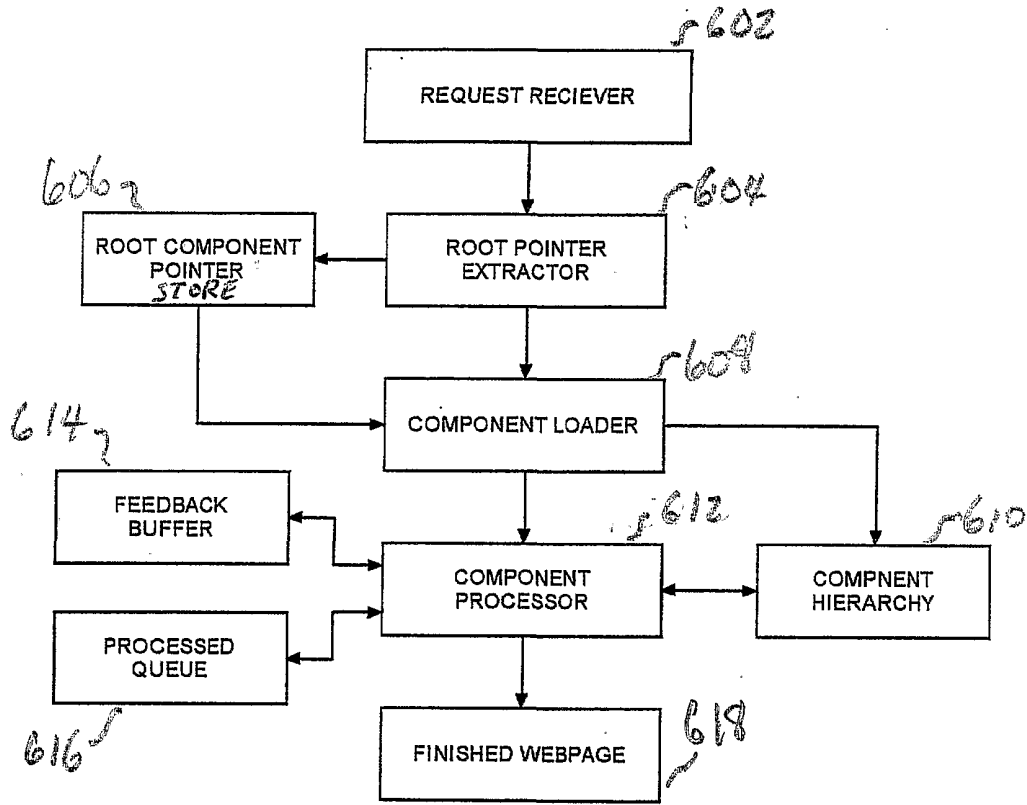 602
REQUEST RECIEVER
606
604
ROOT COMPONENT
POINTER
STORE
ROOT POINTER
EXTRACTOR
608
COMPONENT LOADER
614
FEEDBACK
BUFFER
612
COMPONENT
PROCESSOR
610
COMPNENT
HIERARCHY
PROCESSED
QUEUE
616
FINISHED WEBPAGE
618